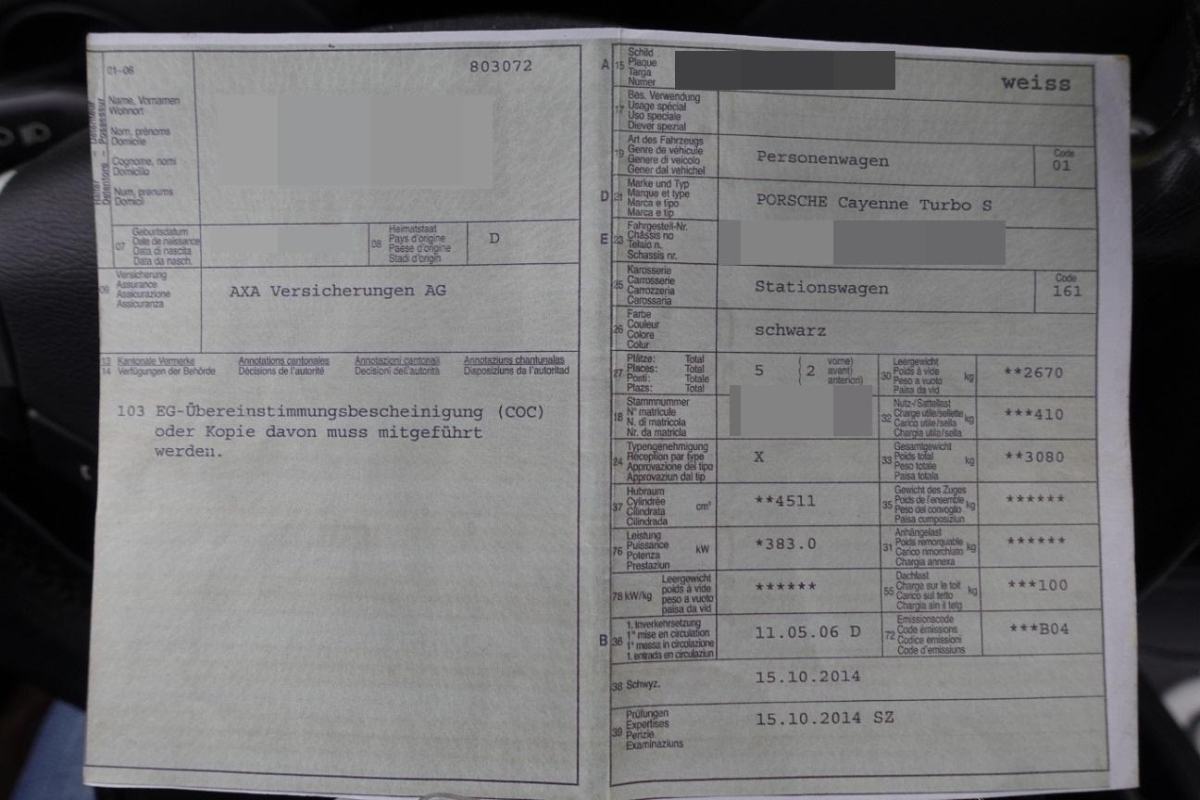 01-06
803072
Halter - Détenteur
Detentore - Possessur
Name, Vornamen
Wohnort
Nom, prénoms
Domicile
Cognome, nomi
Domicilio
Num, prenums
Domicil
07
Geburtsdatum
Date de naissance
Data di nascita
Data da nasch.
08
Heimatstaat
Pays d'origine
Paese d'origine
Stadi d'origin
D
09
Versicherung
Assurance
Assicurazione
Assicuranza
AXA Versicherungen AG
13 Kantonale Vermerke Annotations cantonales Annotazioni cantonali Annotaziuns chantunalas
14 Verfügungen der Behörde Décisions de l'autorité Decisioni dell'autorità Disposiziuns da l'autoritad
103 EG-Übereinstimmungsbescheinigung (COC)
oder Kopie davon muss mitgeführt
werden.
A 15
Schild
Plaque
Targa
Numer
weiss
17
Bes. Verwendung
Usage spécial
Uso speciale
Diever spezial
19
Art des Fahrzeugs
Genre de véhicule
Genere di veicolo
Gener dal vehichel
Personenwagen
Code
01
D 21
Marke und Typ
Marque et type
Marca e tipo
Marca e tip
PORSCHE Cayenne Turbo S
E 23
Fahrgestell-Nr.
Châssis no
Telaio n.
Schassis nr.
25
Karosserie
Carrosserie
Carrozzeria
Carossaria
Stationswagen
Code
161
26
Farbe
Couleur
Colore
Colur
schwarz
27
Plätze: Total
Places: Total
Posti: Totale
Plazs: Total
5 ( 2
vorne)
avant)
anteriori)
30
Leergewicht
Poids à vide
Peso a vuoto
Paisa da vid
kg
**2670
18
Stammnummer
N° matricule
N. di matricola
Nr. da matricla
32
Nutz-/Sattellast
Charge utile/sellette
Carico utile/sella
Chargia utila/sella
kg
***410
24
Typengenehmigung
Réception par type
Approvazione del tipo
Approvaziun dal tip
X
33
Gesamtgewicht
Poids total
Peso totale
Paisa totala
kg
**3080
37
Hubraum
Cylindrée
Cilindrata
Cilindrada
cm³
**4511
35
Gewicht des Zuges
Poids de l'ensemble
Peso del convoglio
Paisa cumposiziun
kg
******
76
Leistung
Puissance
Potenza
Prestaziun
kW
*383.0
31
Anhängelast
Poids remorquable
Carico rimorchiato
Chargia annexa
kg
******
78 kW/kg
Leergewicht
poids à vide
peso a vuoto
paisa da vid
******
55
Dachlast
Charge sur le toit
Carico sul tetto
Chargia sin il tetg
kg
***100
B 36
1. Inverkehrsetzung
1re mise en circulation
1a messa in circolazione
1. entrada en circulaziun
11.05.06 D
72
Emissionscode
Code émissions
Codice emissioni
Code d'emissiuns
***B04
38 Schwyz.
15.10.2014
39
Prüfungen
Expertises
Perizie
Examinaziuns
15.10.2014 SZ